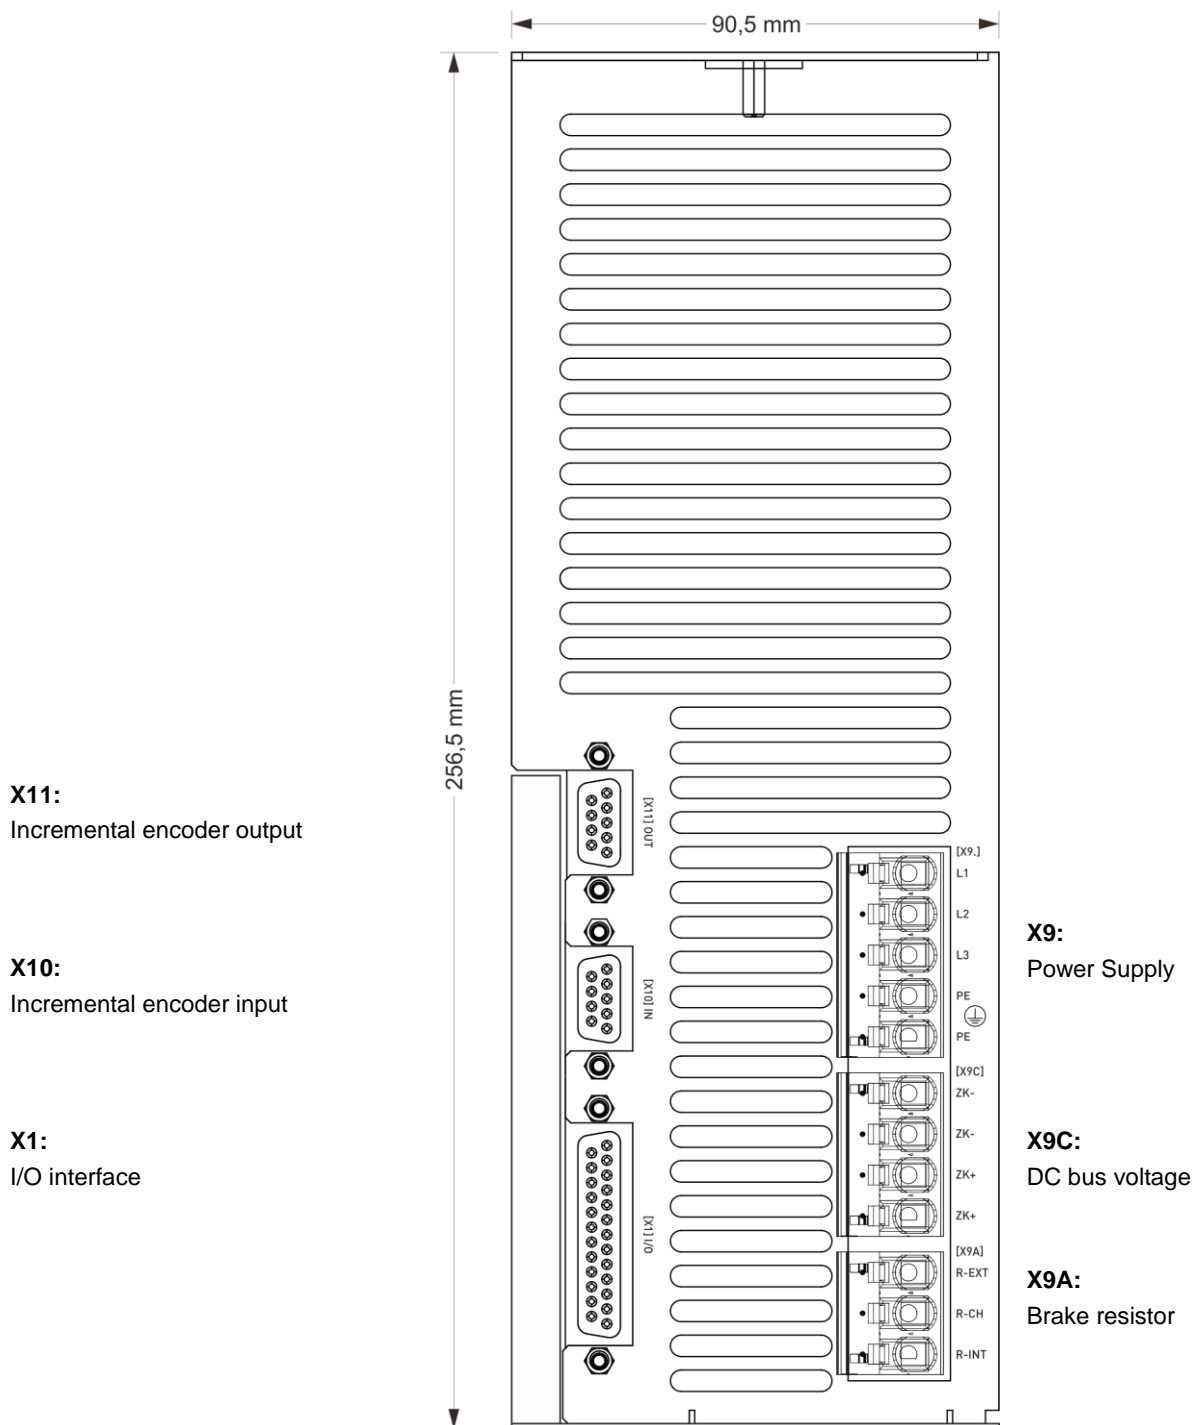 90,5 mm
256,5 mm
X11:
Incremental encoder output
X10:
Incremental encoder input
X1:
I/O interface
[X11] OUT
[X10] IN
[X1] I/O
[X9.]
L1
L2
L3
PE
PE
[X9C]
ZK-
ZK-
ZK+
ZK+
[X9A]
R-EXT
R-CH
R-INT
X9:
Power Supply
X9C:
DC bus voltage
X9A:
Brake resistor